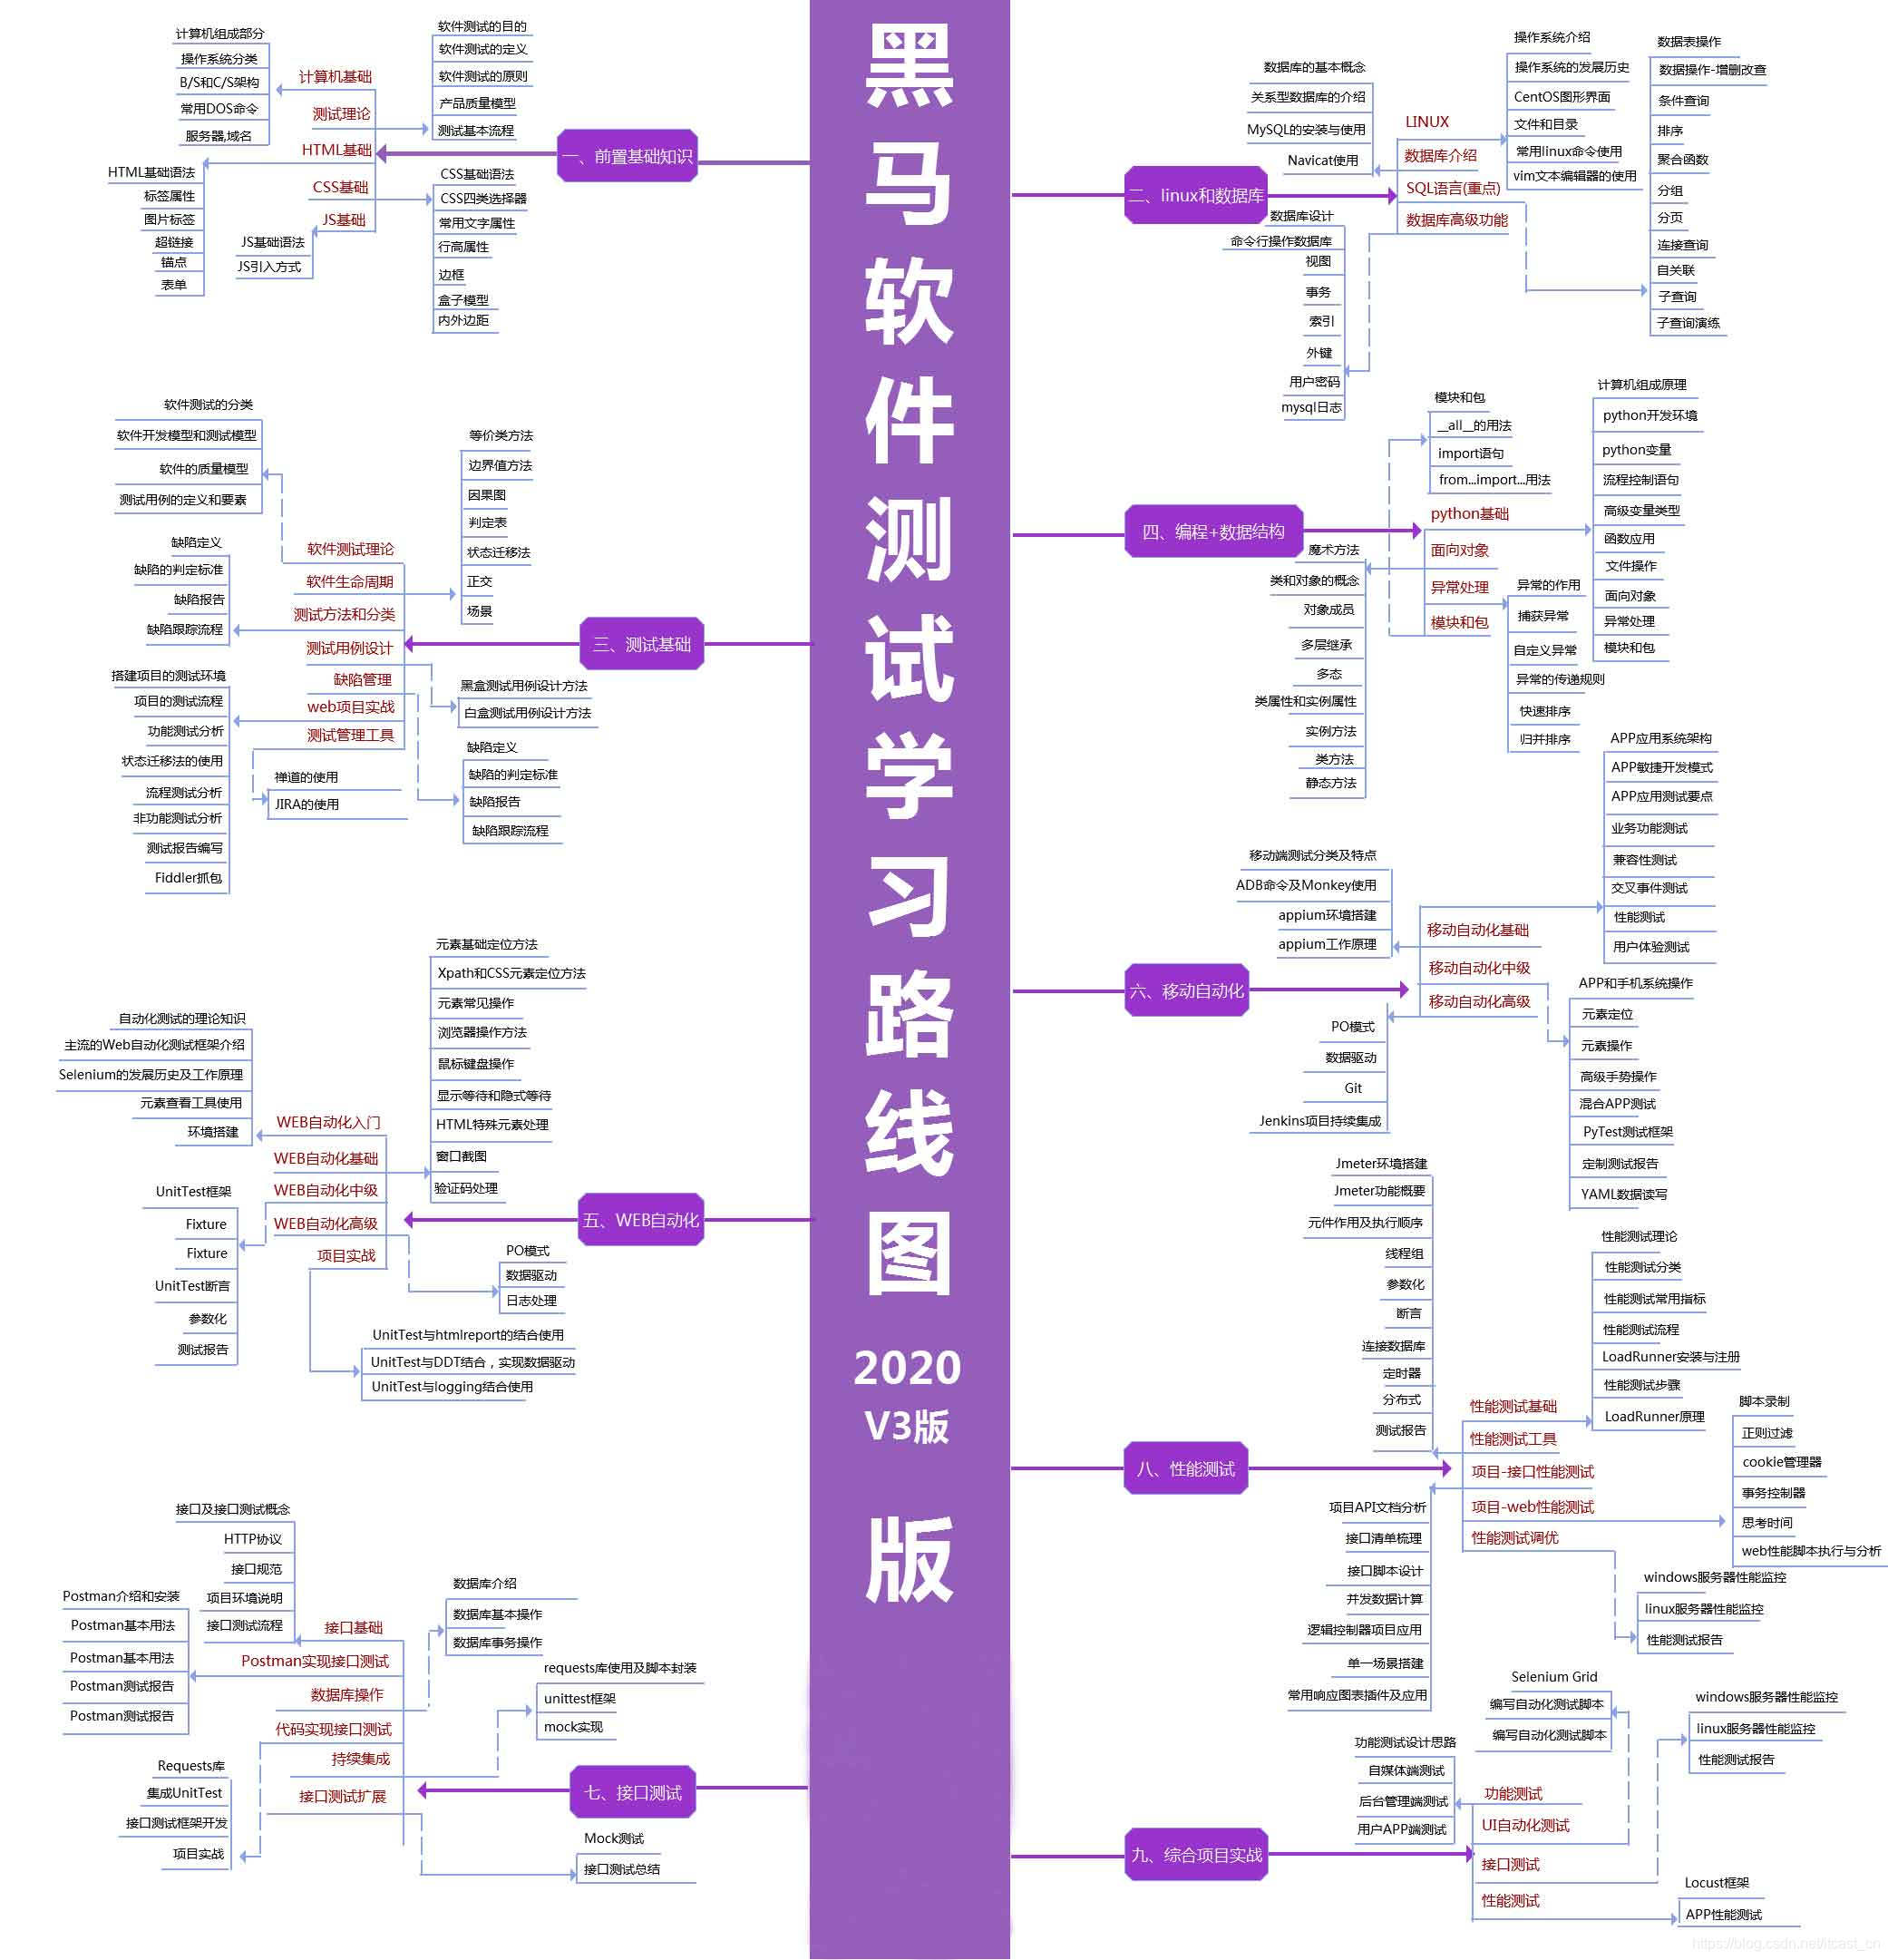 黑马软件测试学习路线图
2020
V3版
版
一、前置基础知识
计算机基础
计算机组成部分
操作系统分类
B/S和C/S架构
常用DOS命令
服务器,域名
测试理论
软件测试的目的
软件测试的定义
软件测试的原则
产品质量模型
测试基本流程
HTML基础
HTML基础语法
标签属性
图片标签
超链接
锚点
表单
CSS基础
CSS基础语法
CSS四类选择器
常用文字属性
行高属性
边框
盒子模型
内外边距
JS基础
JS基础语法
JS引入方式
二、linux和数据库
LINUX
操作系统介绍
操作系统的发展历史
CentOS图形界面
文件和目录
常用linux命令使用
vim文本编辑器的使用
数据库介绍
数据库的基本概念
关系型数据库的介绍
MySQL的安装与使用
Navicat使用
SQL语言(重点)
数据表操作
数据操作-增删改查
条件查询
排序
聚合函数
分组
分页
连接查询
自关联
子查询
子查询演练
数据库高级功能
数据库设计
命令行操作数据库
视图
事务
索引
外键
用户密码
mysql日志
三、测试基础
软件测试理论
软件测试的分类
软件开发模型和测试模型
软件的质量模型
测试用例的定义和要素
软件生命周期
等价类方法
边界值方法
因果图
判定表
状态迁移法
正交
场景
测试方法和分类
缺陷定义
缺陷的判定标准
缺陷报告
缺陷跟踪流程
测试用例设计
黑盒测试用例设计方法
白盒测试用例设计方法
缺陷管理
缺陷定义
缺陷的判定标准
缺陷报告
缺陷跟踪流程
web项目实战
搭建项目的测试环境
项目的测试流程
功能测试分析
状态迁移法的使用
流程测试分析
非功能测试分析
测试报告编写
Fiddler抓包
测试管理工具
禅道的使用
JIRA的使用
四、编程+数据结构
python基础
计算机组成原理
python开发环境
python变量
流程控制语句
高级变量类型
函数应用
文件操作
面向对象
异常处理
模块和包
面向对象
魔术方法
类和对象的概念
对象成员
多层继承
多态
类属性和实例属性
实例方法
类方法
静态方法
异常处理
异常的作用
捕获异常
自定义异常
异常的传递规则
快速排序
归并排序
模块和包
模块和包
__all__的用法
import语句
from...import...用法
五、WEB自动化
WEB自动化入门
自动化测试的理论知识
主流的Web自动化测试框架介绍
Selenium的发展历史及工作原理
元素查看工具使用
环境搭建
WEB自动化基础
元素基础定位方法
Xpath和CSS元素定位方法
元素常见操作
浏览器操作方法
鼠标键盘操作
显示等待和隐式等待
HTML特殊元素处理
窗口截图
验证码处理
WEB自动化中级
UnitTest框架
Fixture
Fixture
UnitTest断言
参数化
测试报告
WEB自动化高级
PO模式
数据驱动
日志处理
项目实战
UnitTest与htmlreport的结合使用
UnitTest与DDT结合，实现数据驱动
UnitTest与logging结合使用
六、移动自动化
移动自动化基础
APP应用系统架构
APP敏捷开发模式
APP应用测试要点
业务功能测试
兼容性测试
交叉事件测试
性能测试
用户体验测试
移动端测试分类及特点
ADB命令及Monkey使用
appium环境搭建
appium工作原理
移动自动化中级
APP和手机系统操作
元素定位
元素操作
高级手势操作
混合APP测试
PyTest测试框架
定制测试报告
YAML数据读写
移动自动化高级
PO模式
数据驱动
Git
Jenkins项目持续集成
七、接口测试
接口基础
接口及接口测试概念
HTTP协议
接口规范
项目环境说明
接口测试流程
Postman实现接口测试
Postman介绍和安装
Postman基本用法
Postman基本用法
Postman测试报告
Postman测试报告
数据库操作
数据库介绍
数据库基本操作
数据库事务操作
代码实现接口测试
Requests库
集成UnitTest
接口测试框架开发
项目实战
持续集成
requests库使用及脚本封装
unittest框架
mock实现
接口测试扩展
Mock测试
接口测试总结
八、性能测试
性能测试基础
性能测试理论
性能测试分类
性能测试常用指标
性能测试流程
LoadRunner安装与注册
性能测试步骤
LoadRunner原理
性能测试工具
Jmeter环境搭建
Jmeter功能概要
元件作用及执行顺序
线程组
参数化
断言
连接数据库
定时器
分布式
测试报告
项目-接口性能测试
项目API文档分析
接口清单梳理
接口脚本设计
并发数据计算
逻辑控制器项目应用
单一场景搭建
常用响应图表插件及应用
项目-web性能测试
脚本录制
正则过滤
cookie管理器
事务控制器
思考时间
web性能脚本执行与分析
性能测试调优
windows服务器性能监控
linux服务器性能监控
性能测试报告
九、综合项目实战
功能测试
功能测试设计思路
自媒体端测试
后台管理端测试
用户APP端测试
UI自动化测试
Selenium Grid
编写自动化测试脚本
编写自动化测试脚本
接口测试
windows服务器性能监控
linux服务器性能监控
性能测试报告
性能测试
Locust框架
APP性能测试
https://blog.csdn.net/itcast_cn